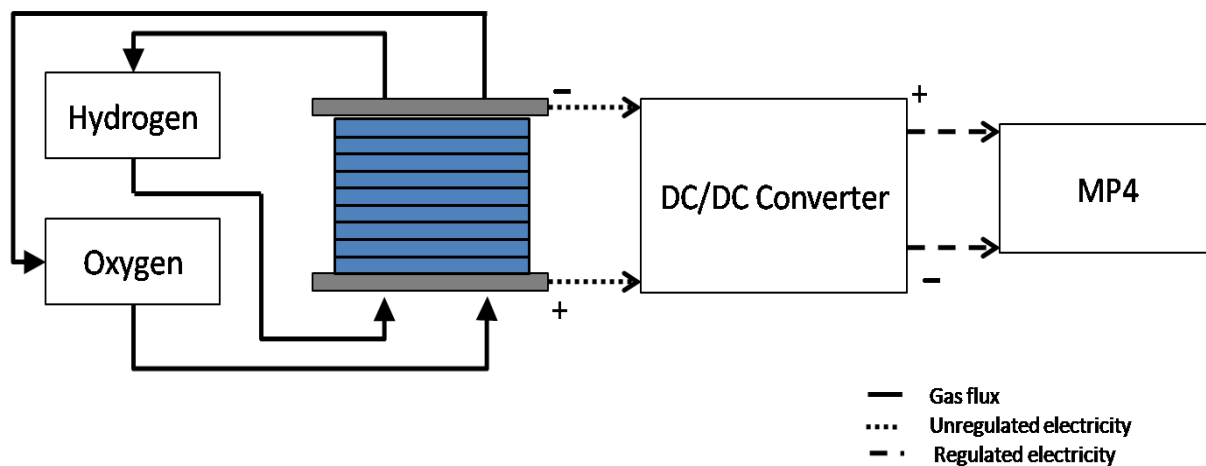 Hydrogen
Oxygen
−
+
DC/DC Converter
+
−
MP4
Gas flux
Unregulated electricity
Regulated electricity